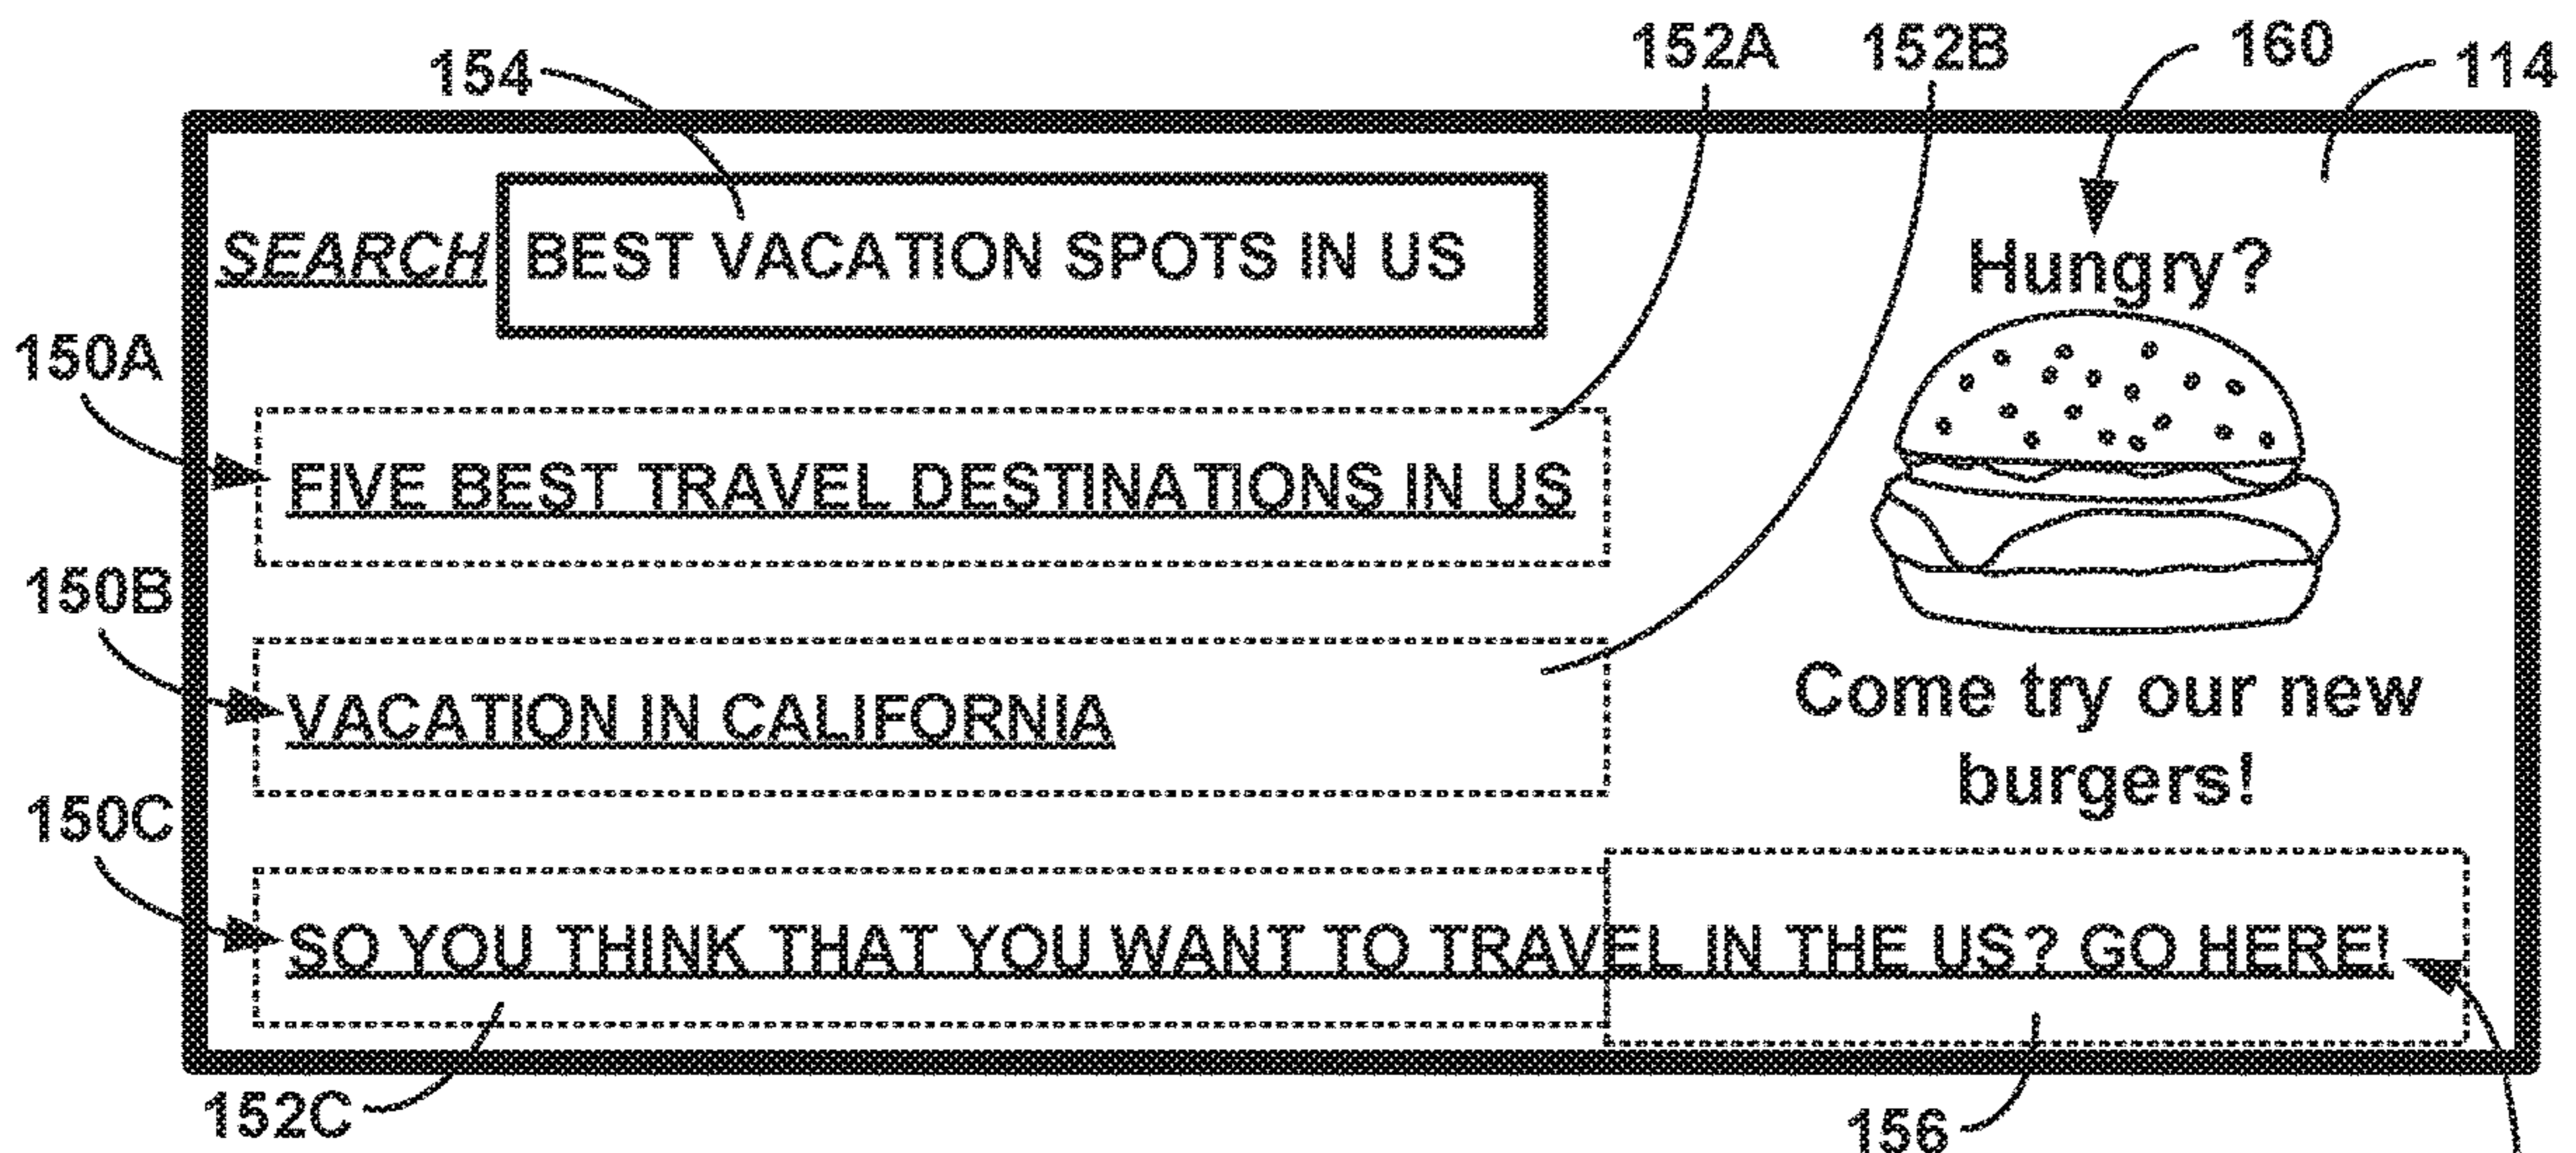 152A 152B 160 114
154
SEARCH BEST VACATION SPOTS IN US
Hungry?
150A
FIVE BEST TRAVEL DESTINATIONS IN US
150B
VACATION IN CALIFORNIA
Come try our new
burgers!
150C
SO YOU THINK THAT YOU WANT TO TRAVEL IN THE US? GO HERE!
152C
156